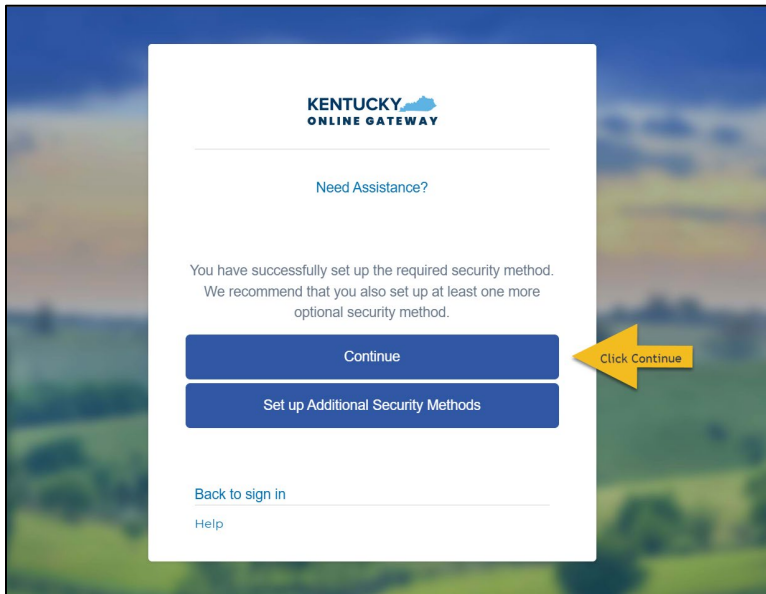 KENTUCKY
ONLINE GATEWAY
Need Assistance?
You have successfully set up the required security method.
We recommend that you also set up at least one more
optional security method.
Continue
Click Continue
Set up Additional Security Methods
Back to sign in
Help